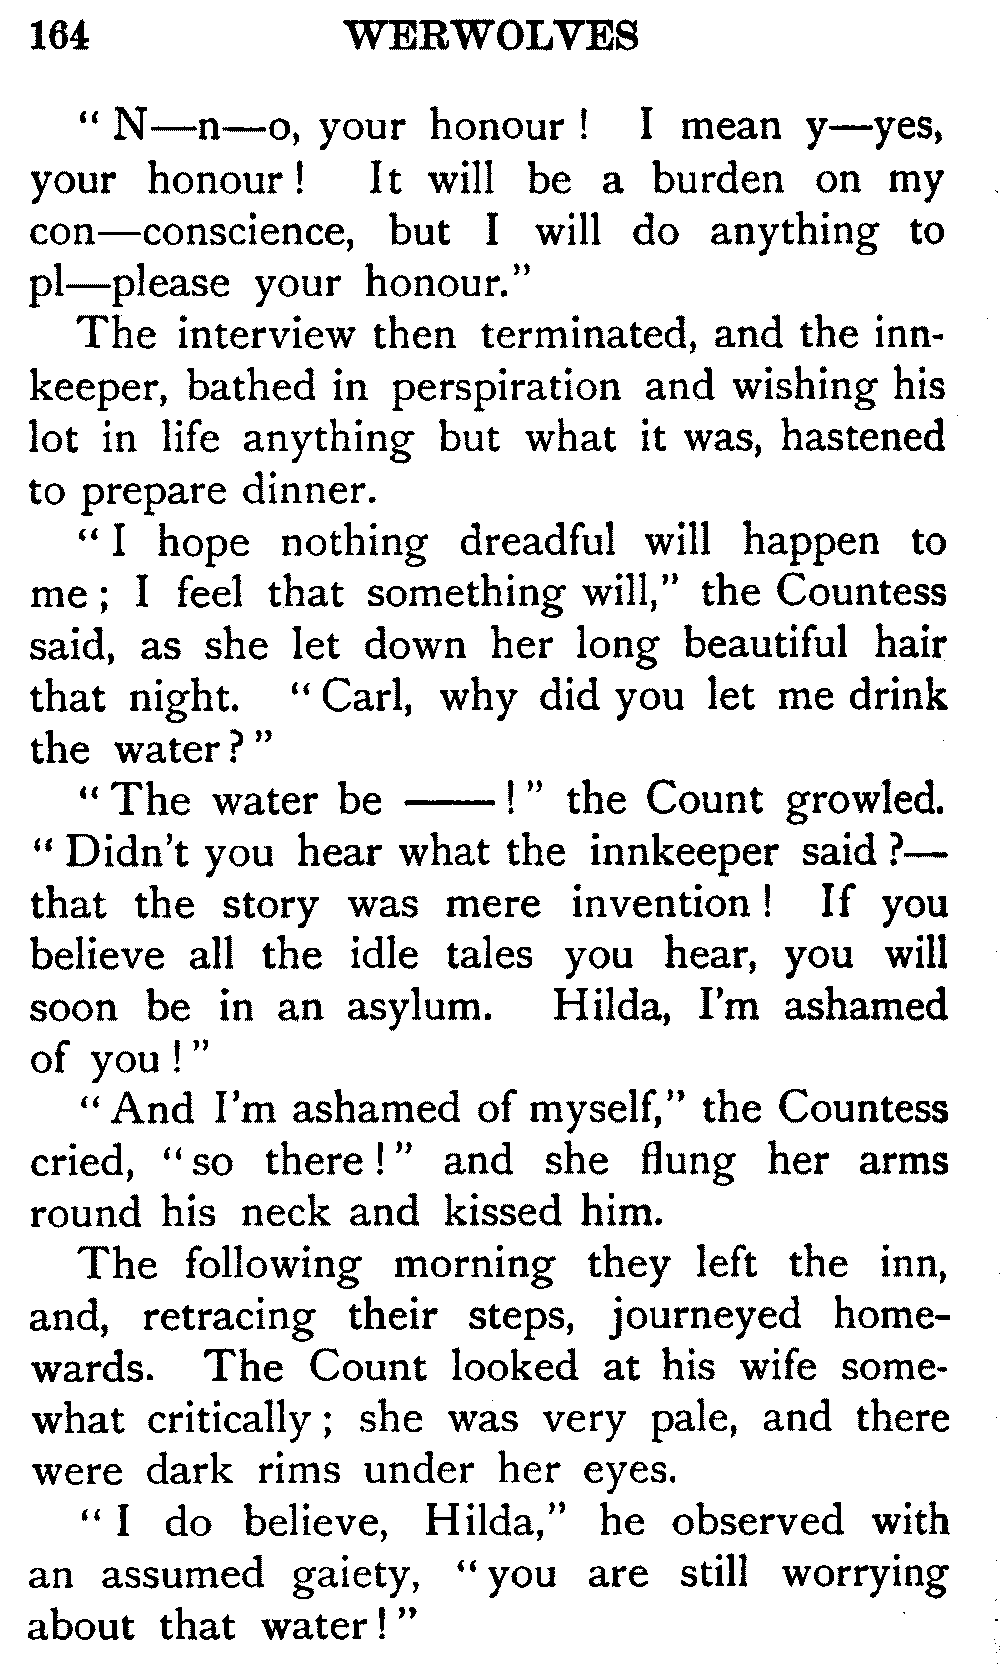 164 WERWOLVES
" N—n—o, your honour ! I mean y—yes,
your honour ! It will be a burden on my
con—conscience, but I will do anything to
pl—please your honour."
The interview then terminated, and the inn-
keeper, bathed in perspiration and wishing his
lot in life anything but what it was, hastened
to prepare dinner.
" I hope nothing dreadful will happen to
me ; I feel that something will," the Countess
said, as she let down her long beautiful hair
that night. " Carl, why did you let me drink
the water ? "
" The water be —— ! " the Count growled.
" Didn't you hear what the innkeeper said ?—
that the story was mere invention ! If you
believe all the idle tales you hear, you will
soon be in an asylum. Hilda, I'm ashamed
of you ! "
" And I'm ashamed of myself," the Countess
cried, " so there ! " and she flung her arms
round his neck and kissed him.
The following morning they left the inn,
and, retracing their steps, journeyed home-
wards. The Count looked at his wife some-
what critically ; she was very pale, and there
were dark rims under her eyes.
" I do believe, Hilda," he observed with
an assumed gaiety, " you are still worrying
about that water ! "